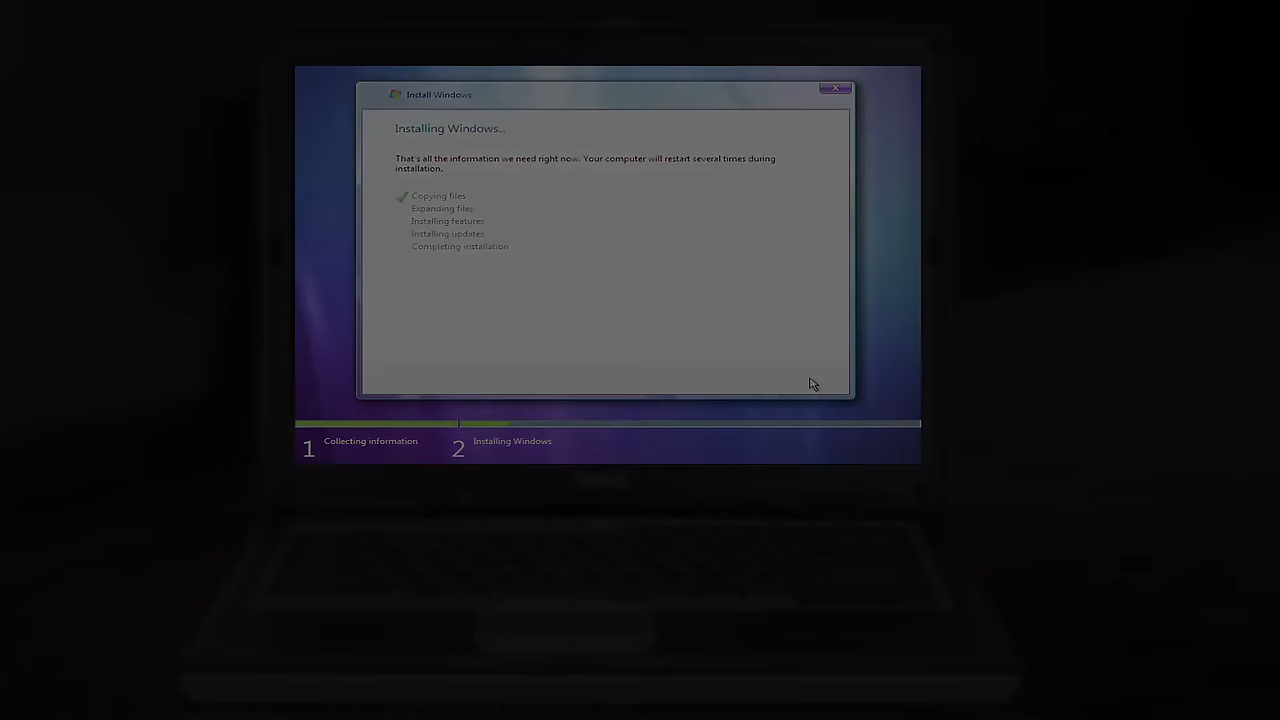 Install Windows
Installing Windows...
That's all the information we need right now. Your computer will restart several times during
installation.
Copying files
Expanding files
Installing features
Installing updates
Completing installation
1 Collecting information
2 Installing Windows